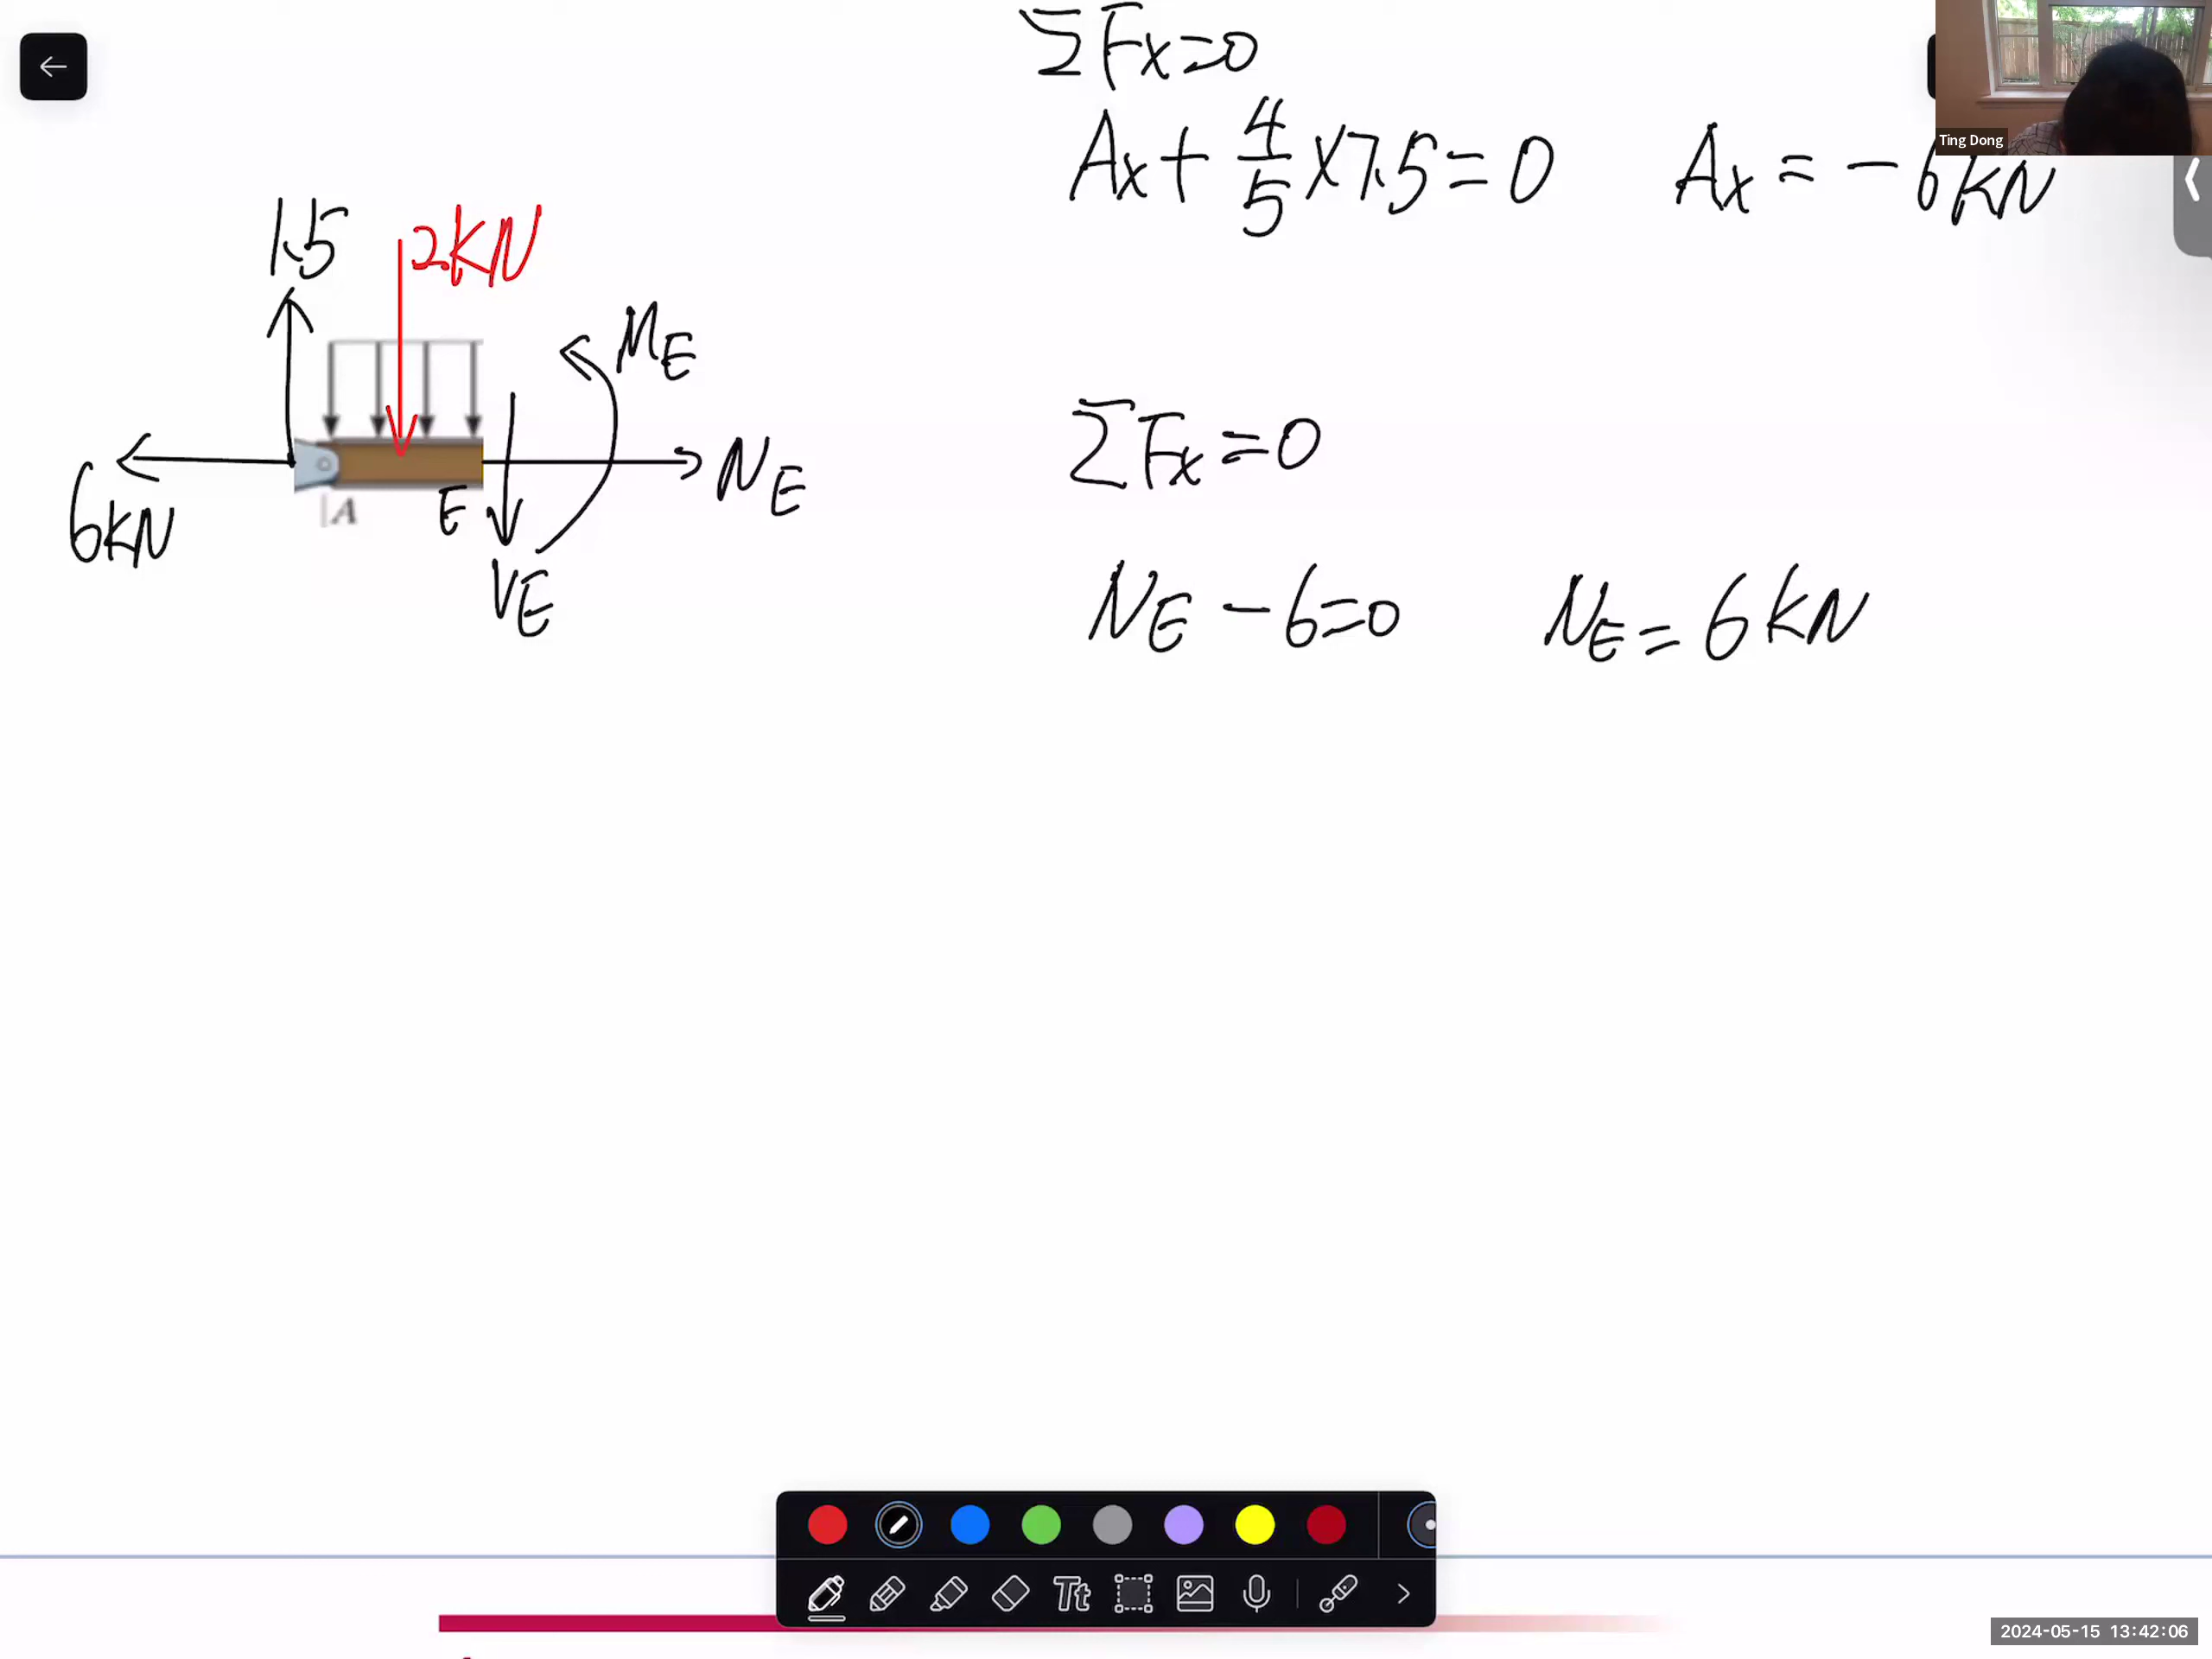 ΣFx=0
Ax + 4/5 x7.5=0 Ax = -6kN
Ting Dong
1.5
2kN
ME
6kN
A
E
NE
VE
ΣFx=0
NE -6=0 NE = 6kN
Tt
2024-05-15 13:42:06